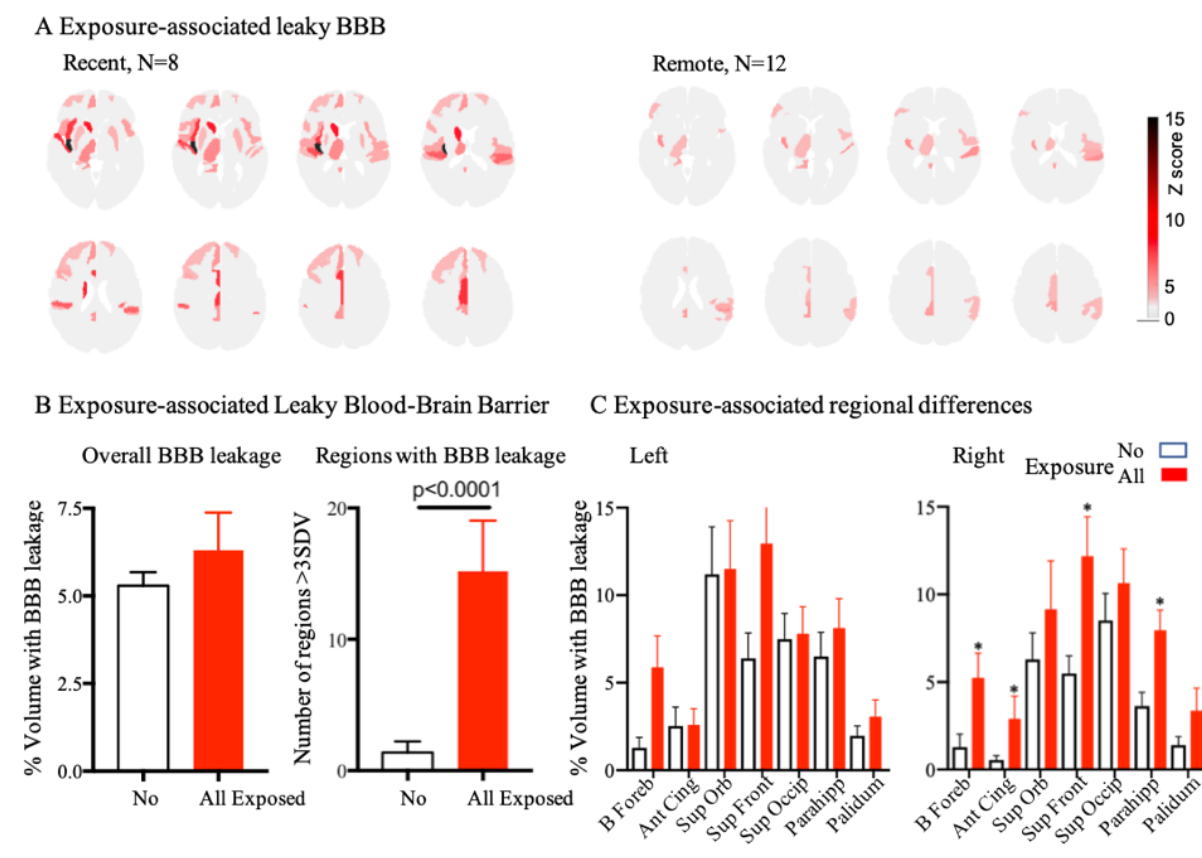 A Exposure-associated leaky BBB
Recent, N=8
Remote, N=12
15
10
5
0
Z score
B Exposure-associated Leaky Blood-Brain Barrier
C Exposure-associated regional differences
Overall BBB leakage
Regions with BBB leakage
Left
Right
Exposure
No
All
p<0.0001
% Volume with BBB leakage
7.5
5.0
2.5
0.0
No
All Exposed
Number of regions >3SDV
20
10
0
No
All Exposed
% Volume with BBB leakage
15
10
5
0
B Foreb
Ant Cing
Sup Orb
Sup Front
Sup Occip
Parahipp
Palidum
15
10
5
0
*
*
*
*
B Foreb
Ant Cing
Sup Orb
Sup Front
Sup Occip
Parahipp
Palidum